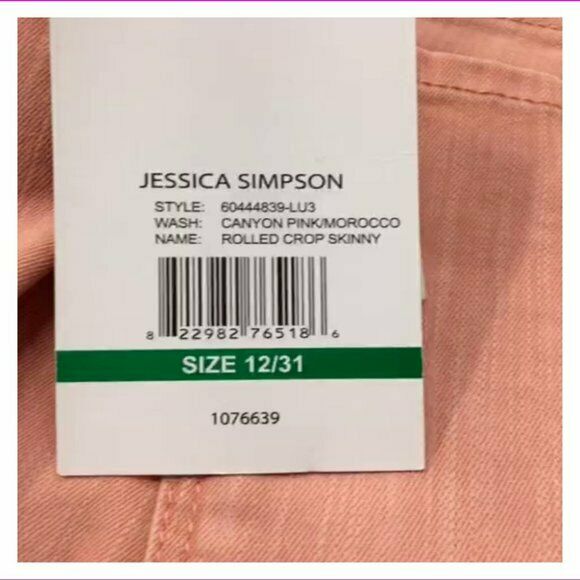 JESSICA SIMPSON
STYLE: 60444839-LU3
WASH: CANYON PINK/MOROCCO
NAME: ROLLED CROP SKINNY
8 22982 76518 6
SIZE 12/31
1076639